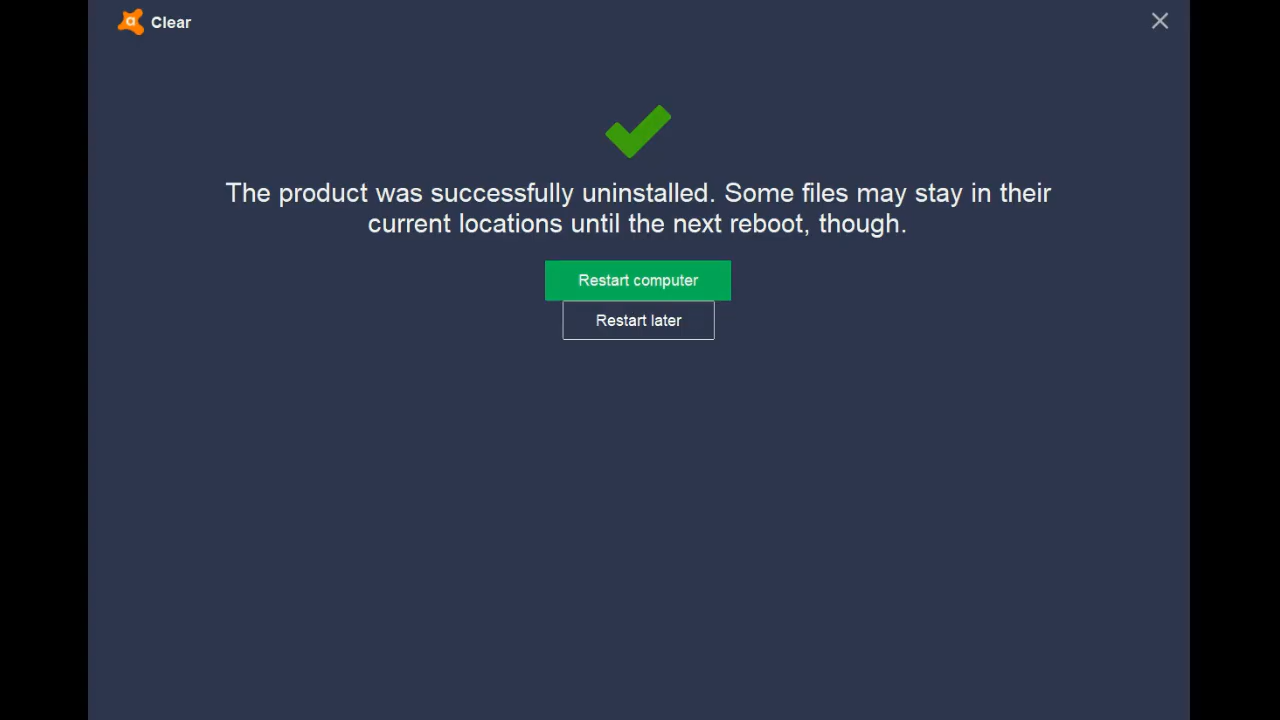 Clear
The product was successfully uninstalled. Some files may stay in their
current locations until the next reboot, though.
Restart computer
Restart later